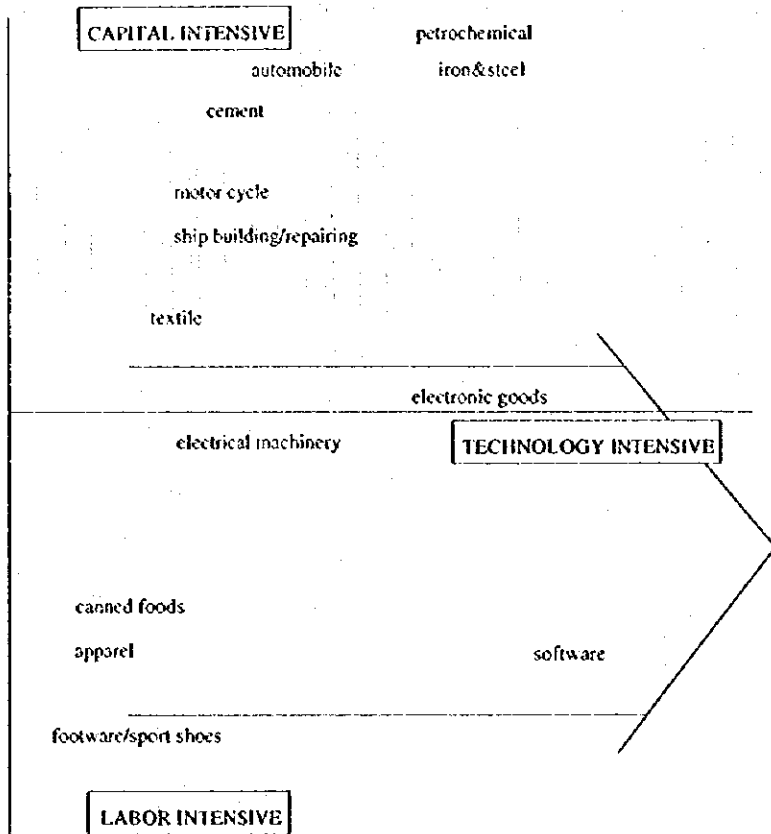 CAPITAL INTENSIVE
petrochemical
automobile
iron&steel
cement
motor cycle
ship building/repairing
textile
electronic goods
electrical machinery
TECHNOLOGY INTENSIVE
canned foods
apparel
software
footware/sport shoes
LABOR INTENSIVE